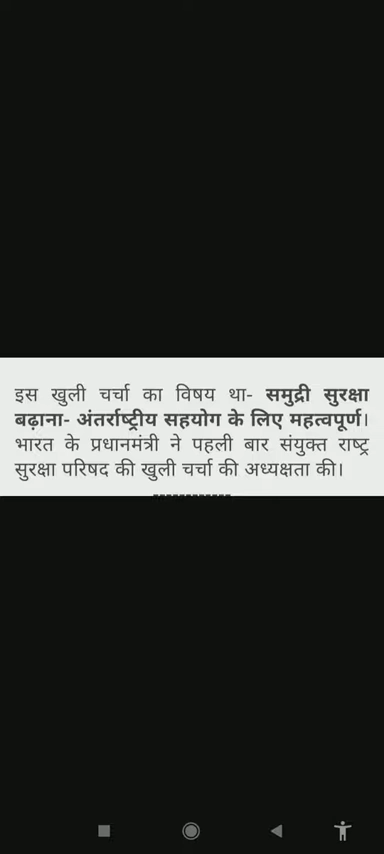 इस खुली चर्चा का विषय था- समुद्री सुरक्षा
बढ़ाना- अंतर्राष्ट्रीय सहयोग के लिए महत्वपूर्ण।
भारत के प्रधानमंत्री ने पहली बार संयुक्त राष्ट्र
सुरक्षा परिषद की खुली चर्चा की अध्यक्षता की।
------------